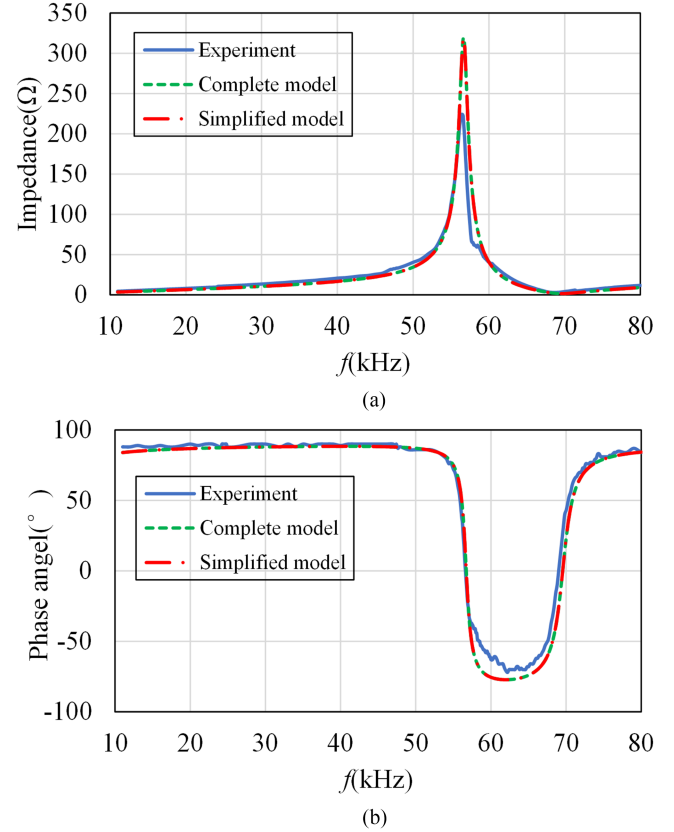 350
300
250
200
150
100
50
0
Impedance(Ω)
Experiment
Complete model
Simplified model
10 20 30 40 50 60 70 80
f(kHz)
(a)
100
50
0
-50
-100
Phase angel(°)
Experiment
Complete model
Simplified model
10 20 30 40 50 60 70 80
f(kHz)
(b)